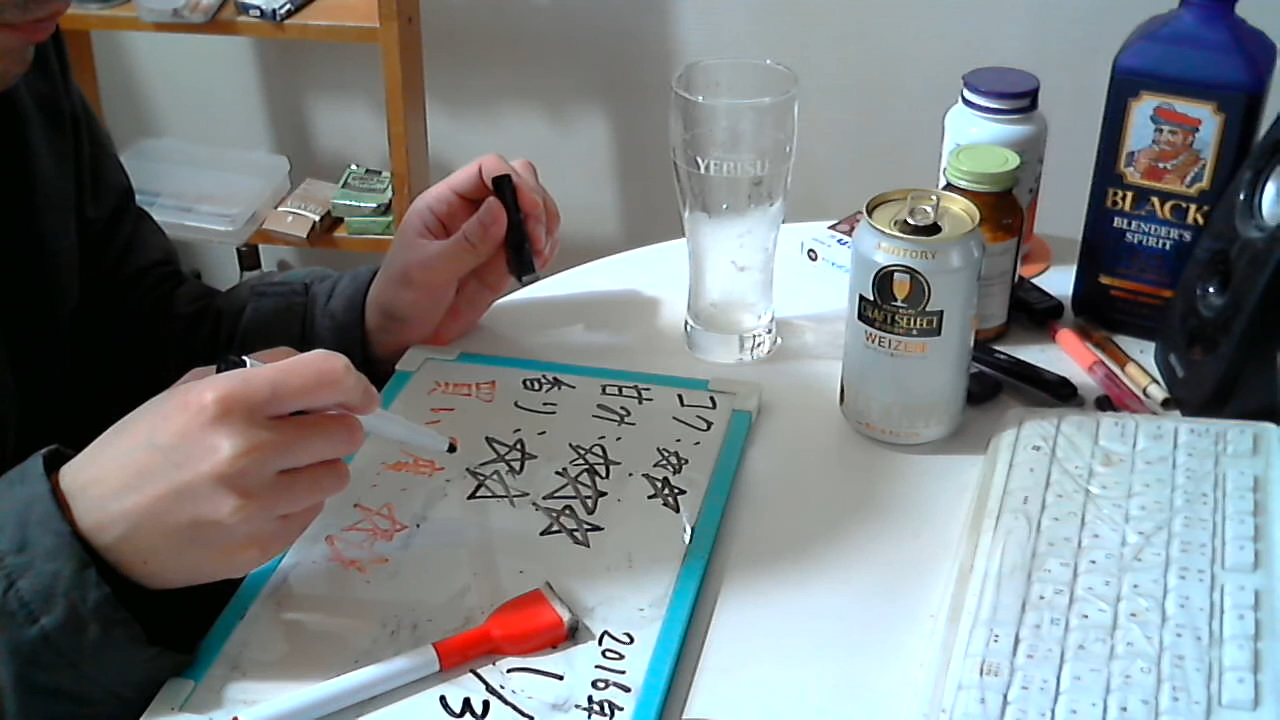 コク:☆☆
甘み:☆☆☆
香り:☆☆
買い
2016年
1/3
YEBISU
SUNTORY
CRAFT SELECT
WEIZEN
BLACK
BLENDER'S
SPIRIT